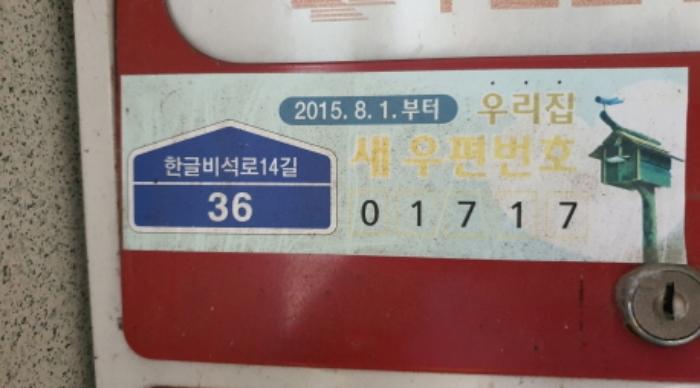 2015. 8. 1. 부터 우리집
새 우편번호
한글비석로14길
36
0 1 7 1 7